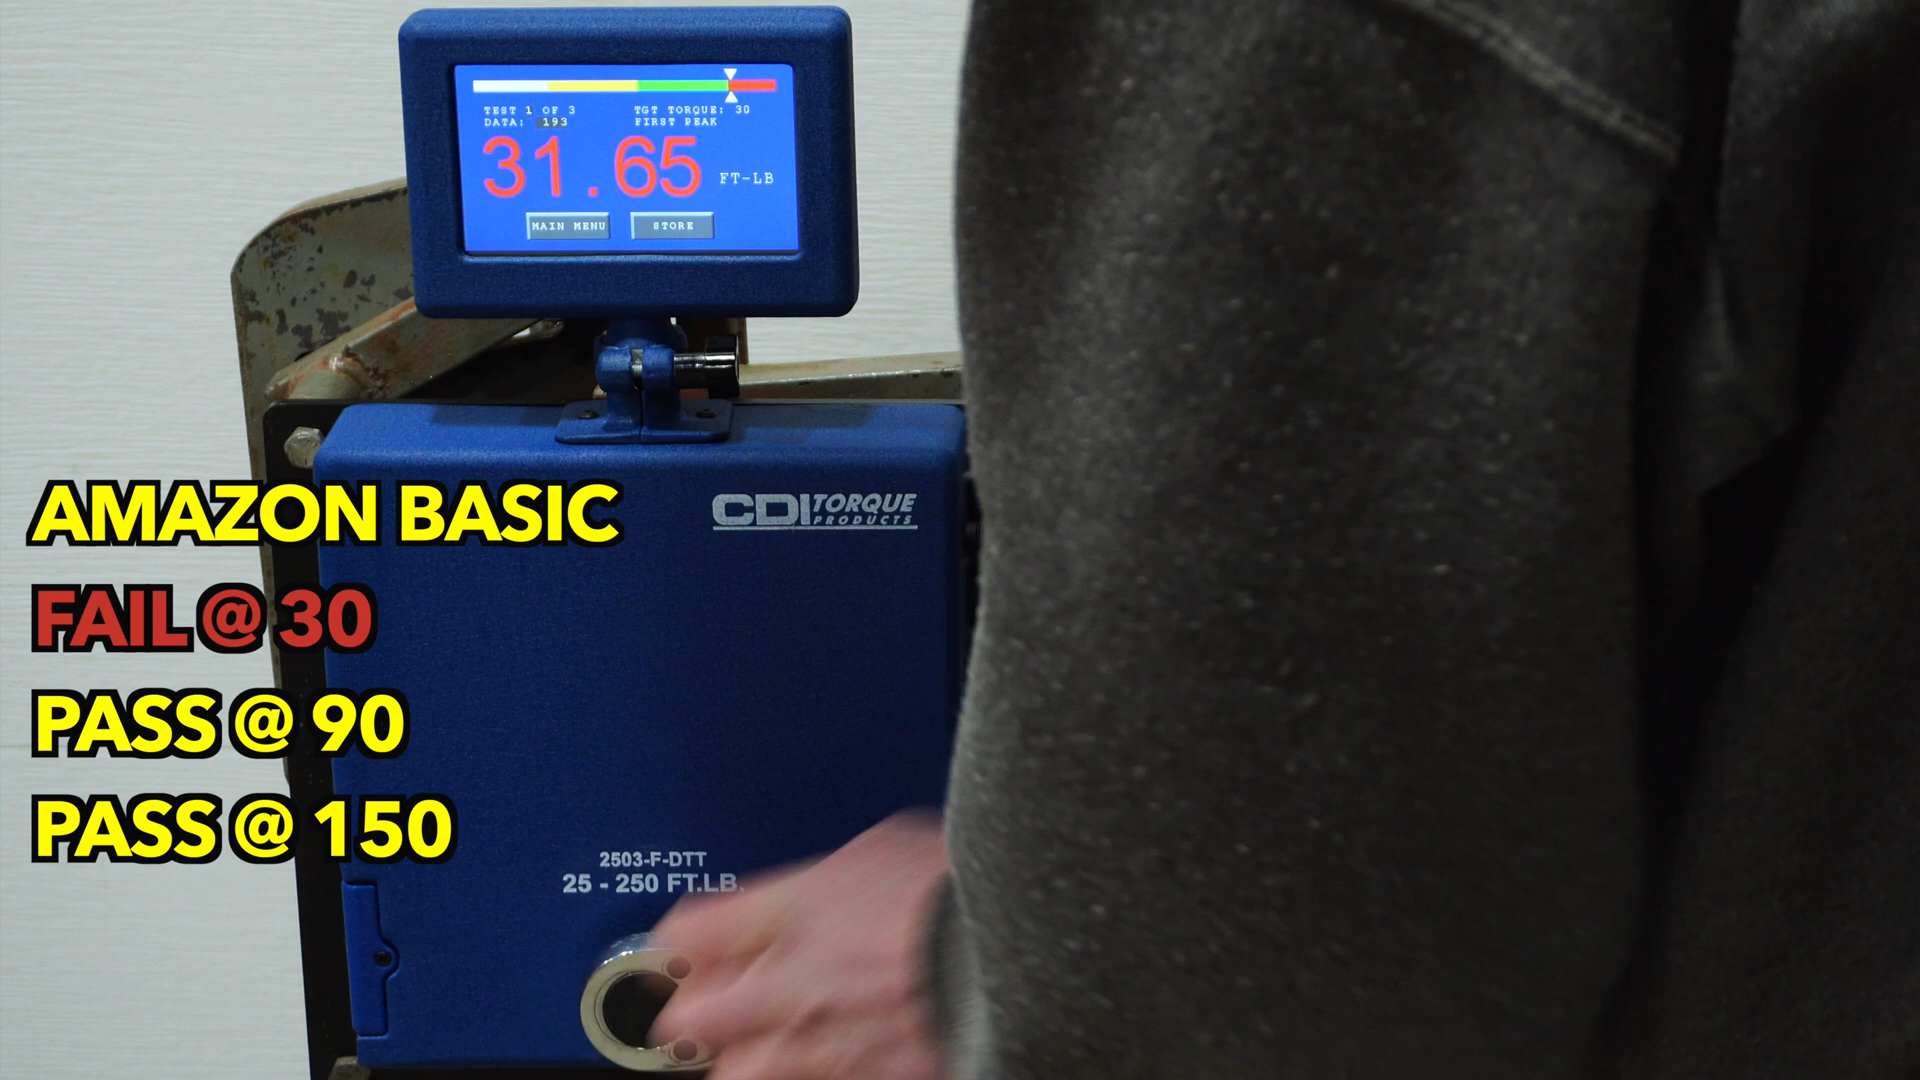 TEST 1 OF 3
TGT TORQUE: 30
DATA: 193
FIRST PEAK
31.65 FT-LB
MAIN MENU
STORE
AMAZON BASIC
FAIL @ 30
PASS @ 90
PASS @ 150
CDI TORQUE
PRODUCTS
2503-F-DTT
25 - 250 FT.LB.